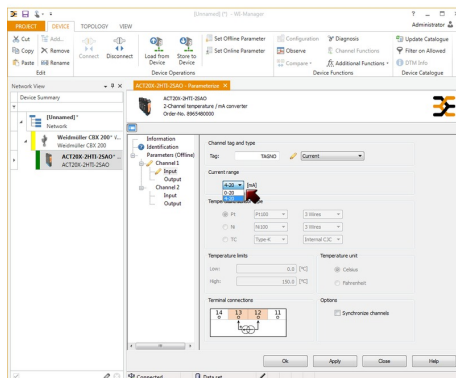 [Unnamed] (*) - WI-Manager
PROJECT DEVICE TOPOLOGY VIEW Administrator
Cut Add...
Copy Remove
Paste Rename
Edit
Connect Disconnect
Load from Device Store to Device
Set Offline Parameter
Set Online Parameter
Device Operations
Configuration Diagnosis
Observe Channel Functions
Compare Additional Functions
Device Functions
Update Catalogue
Filter on Allowed
DTM Info
Device Catalogue
Network View
Device Summary
[Unnamed]*
Network
Weidmüller CBX 200*
Weidmüller CBX 200
ACT20X-2HTI-2SAO* ...
ACT20X-2HTI-2SAO
ACT20X-2HTI-2SAO - Parameterize
ACT20X-2HTI-2SAO
2-Channel temperature / mA converter
Order-No. 8965480000
Information
Identification
Parameters (Offline)
Channel 1
Input
Output
Channel 2
Input
Output
Channel tag and type
Tag: TAGNO Current
Current range
4-20 [mA]
0-20
4-20
Pt Pt100 3 Wires
Ni Ni100 3 Wires
TC Type-K Internal CJC
Temperature limits
Low: 0.0 [°C]
High: 150.0 [°C]
Temperature unit
Celsius
Fahrenheit
Terminal connections
14 13 12 11
Options
Synchronize channels
Ok Apply Close Help
Connected Data set